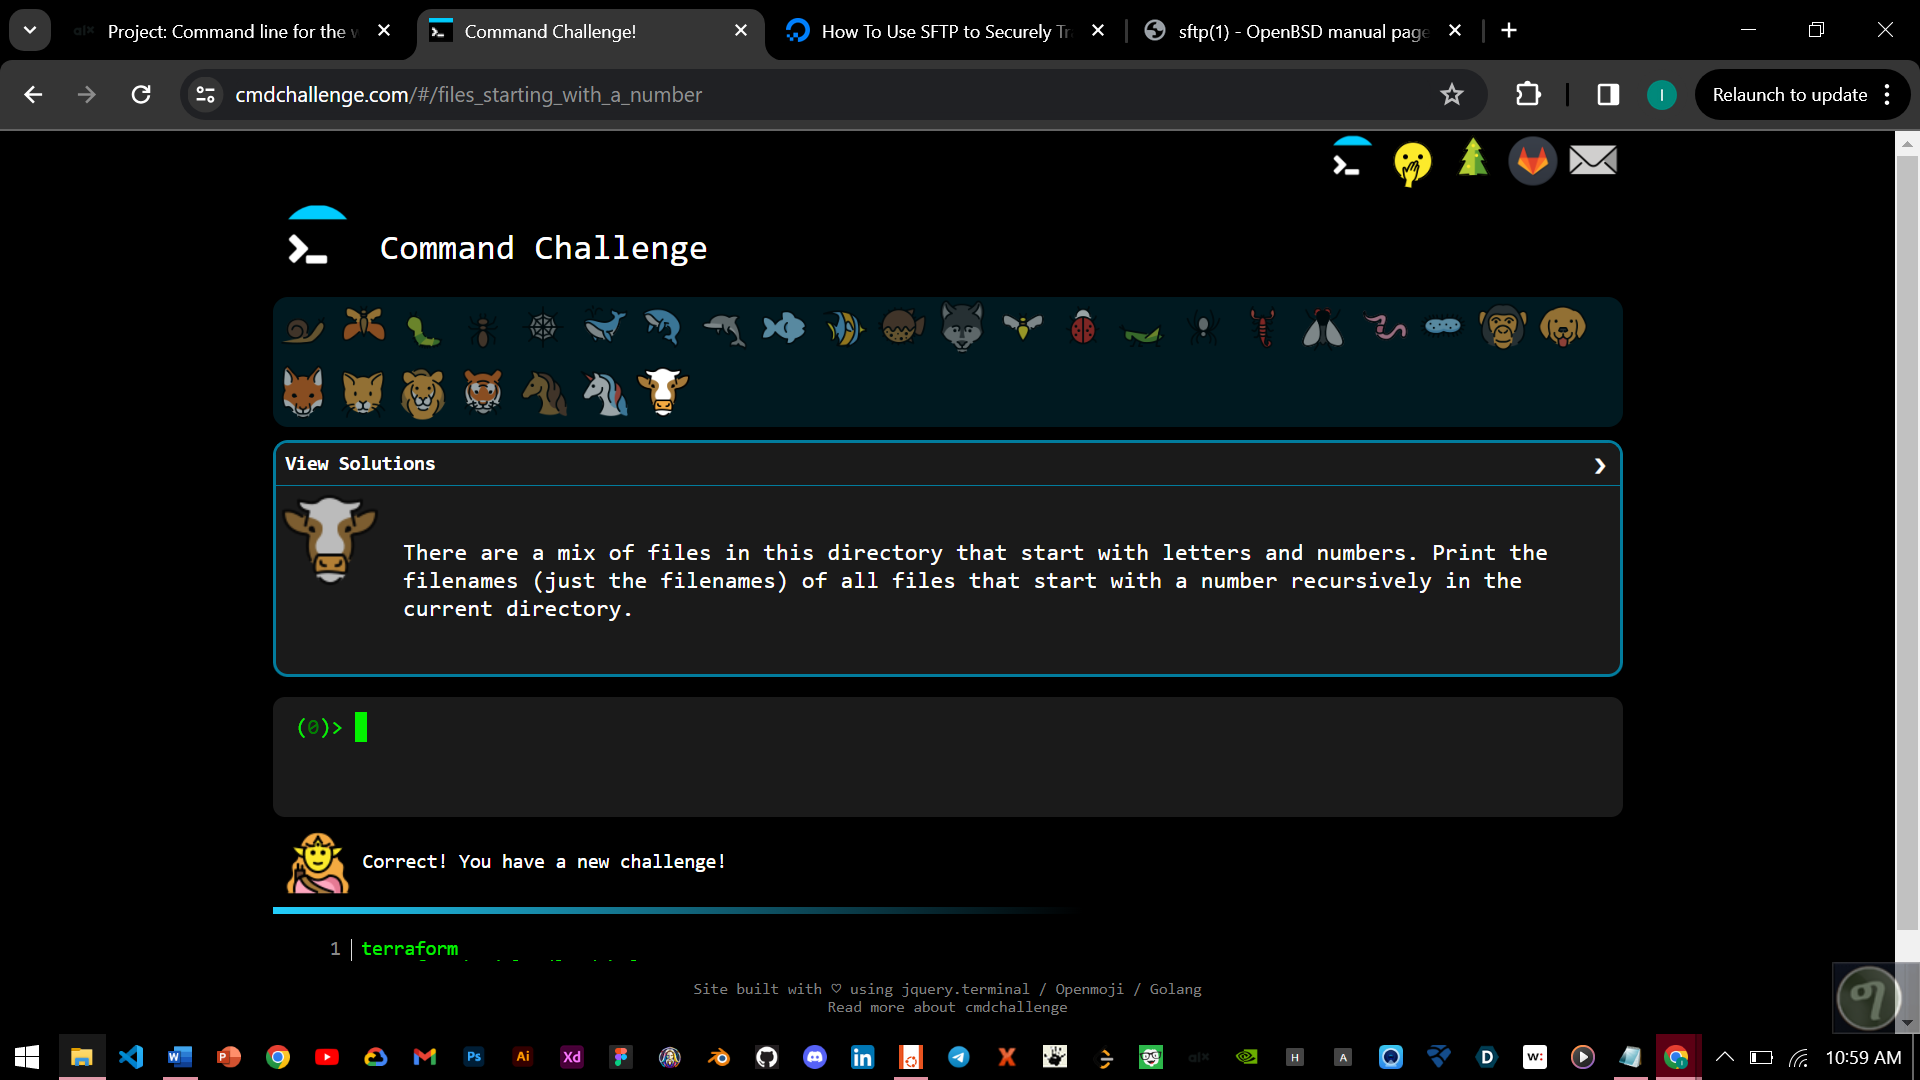 Project: Command line for the w
Command Challenge!
How To Use SFTP to Securely Tr
sftp(1) - OpenBSD manual page
cmdchallenge.com/#/files_starting_with_a_number
I
Relaunch to update
Command Challenge
View Solutions
There are a mix of files in this directory that start with letters and numbers. Print the
filenames (just the filenames) of all files that start with a number recursively in the
current directory.
(0)>
Correct! You have a new challenge!
1 terraform
Site built with ♡ using jquery.terminal / Openmoji / Golang
Read more about cmdchallenge
10:59 AM